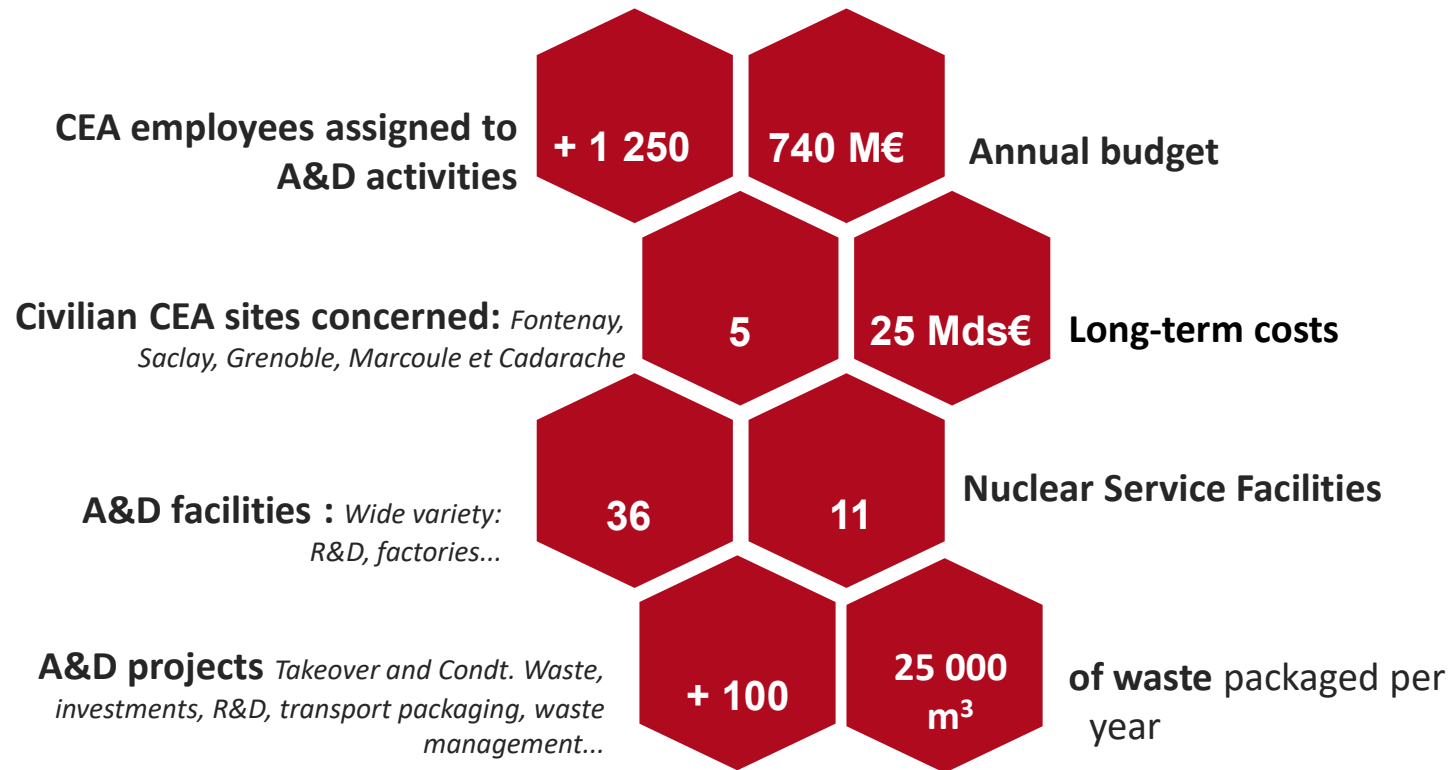 CEA employees assigned to
A&D activities
+ 1 250
740 M€
Annual budget
Civilian CEA sites concerned: Fontenay,
Saclay, Grenoble, Marcoule et Cadarache
5
25 Mds€
Long-term costs
A&D facilities : Wide variety:
R&D, factories...
36
11
Nuclear Service Facilities
A&D projects Takeover and Condt. Waste,
investments, R&D, transport packaging, waste
management...
+ 100
25 000
m³
of waste packaged per
year